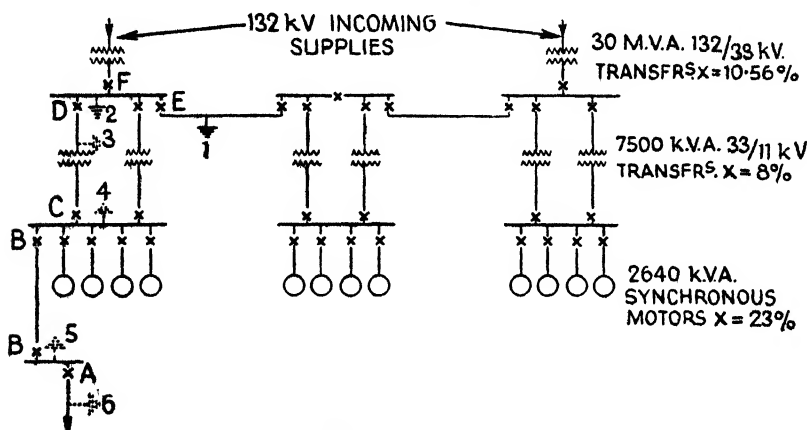 132 kV INCOMING
SUPPLIES
30 M.V.A. 132/33 kV.
TRANSFRS X=10·56%
F
D
2
E
3
1
7500 K.V.A. 33/11 kV
TRANSFRS. X=8%
4
C
B
2640 K.V.A.
SYNCHRONOUS
MOTORS X=23%
B
5
A
6